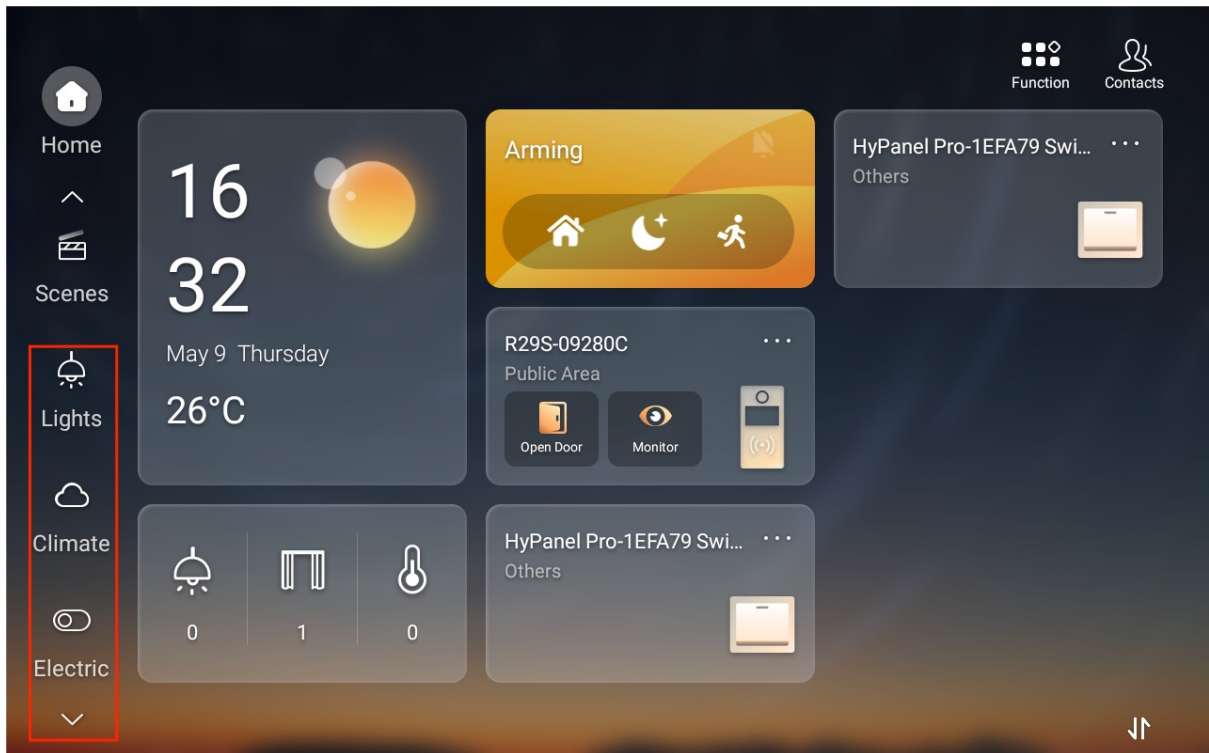 Function
Contacts
Home
Scenes
Lights
Climate
Electric
16
32
May 9 Thursday
26°C
0
1
0
Arming
R29S-09280C
Public Area
Open Door
Monitor
HyPanel Pro-1EFA79 Swi...
Others
HyPanel Pro-1EFA79 Swi...
Others